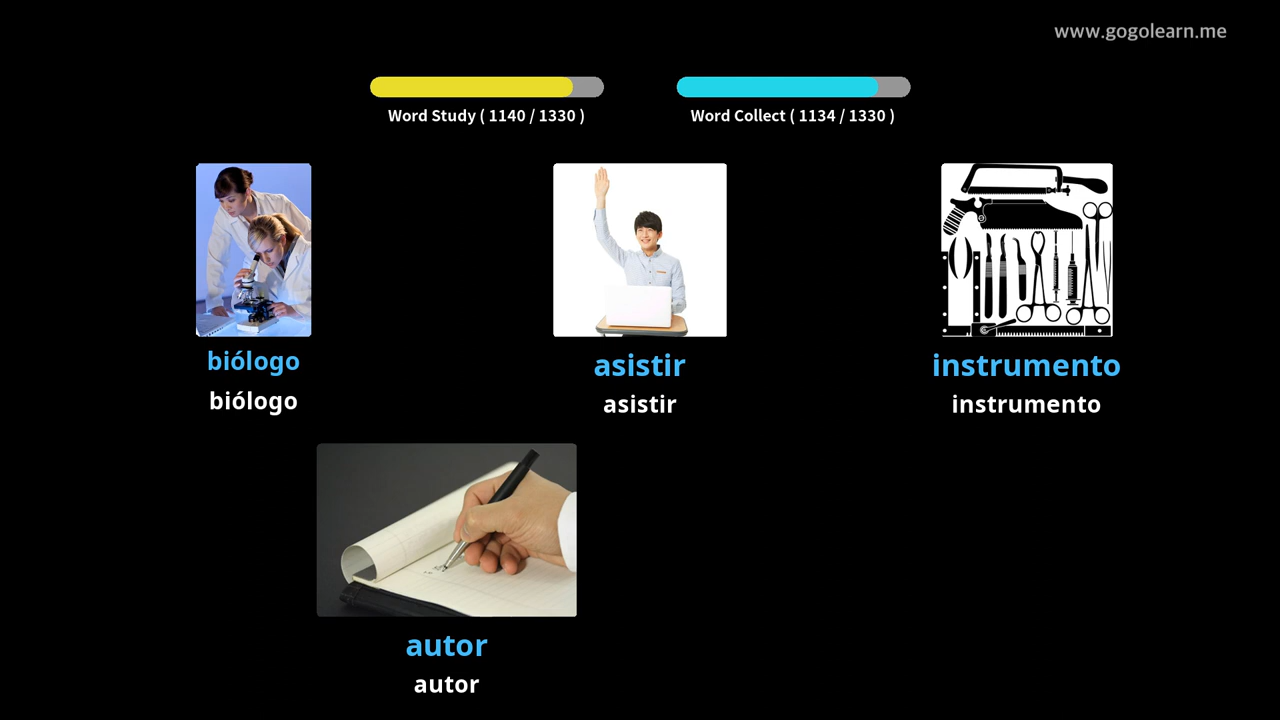 www.gogolearn.me
Word Study ( 1140 / 1330 )
Word Collect ( 1134 / 1330 )
biólogo
biólogo
asistir
asistir
instrumento
instrumento
autor
autor